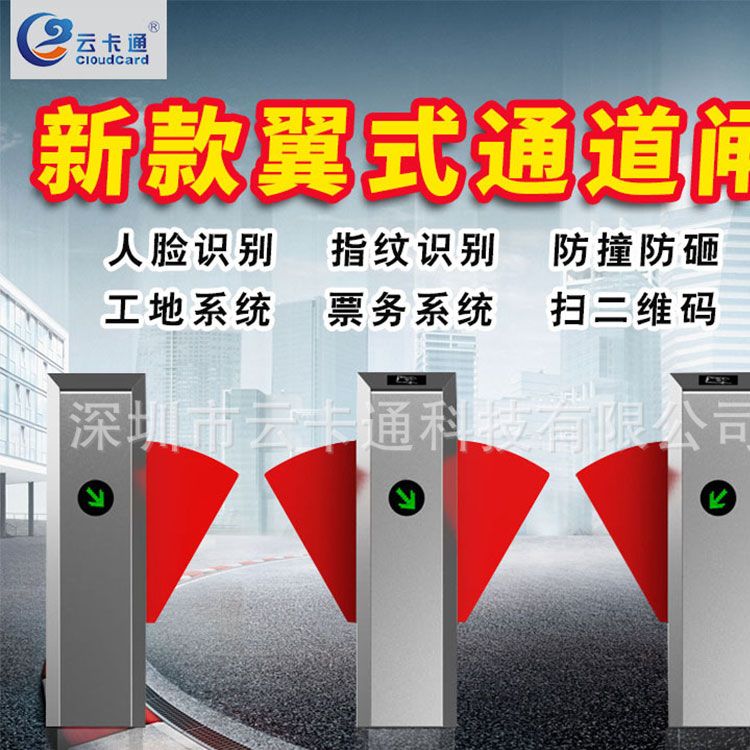 云卡通®
CloudCard
新款翼式通道闸
人脸识别 指纹识别 防撞防砸
工地系统 票务系统 扫二维码
深圳市云卡通科技有限公司